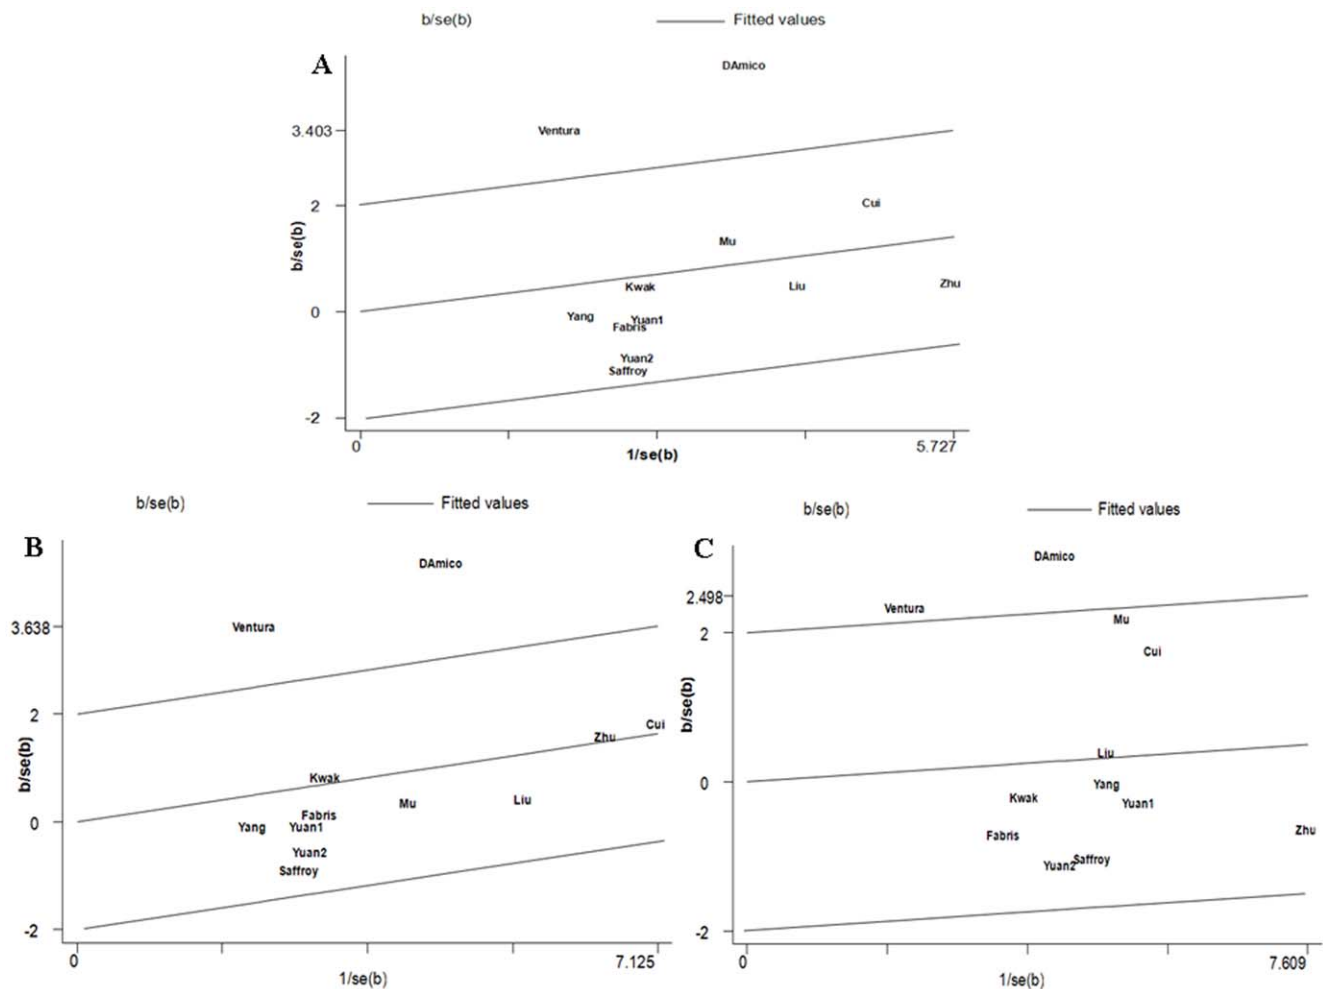 b/se(b) Fitted values
A
DAmico
3.403
Ventura
2
Cui
b/se(b)
Mu
Kwak
Liu
Zhu
0
Yang
Yuan1
Fabris
Yuan2
Saffroy
-2
0
5.727
1/se(b)
b/se(b) Fitted values
B
DAmico
3.638
Ventura
2
Cui
Zhu
b/se(b)
Kwak
Mu
Liu
Fabris
0
Yang
Yuan1
Yuan2
Saffroy
-2
0
7.125
1/se(b)
b/se(b) Fitted values
C
DAmico
2.498
Ventura
Mu
2
Cui
b/se(b)
Liu
0
Yang
Kwak
Yuan1
Fabris
Zhu
Saffroy
Yuan2
-2
0
7.609
1/se(b)